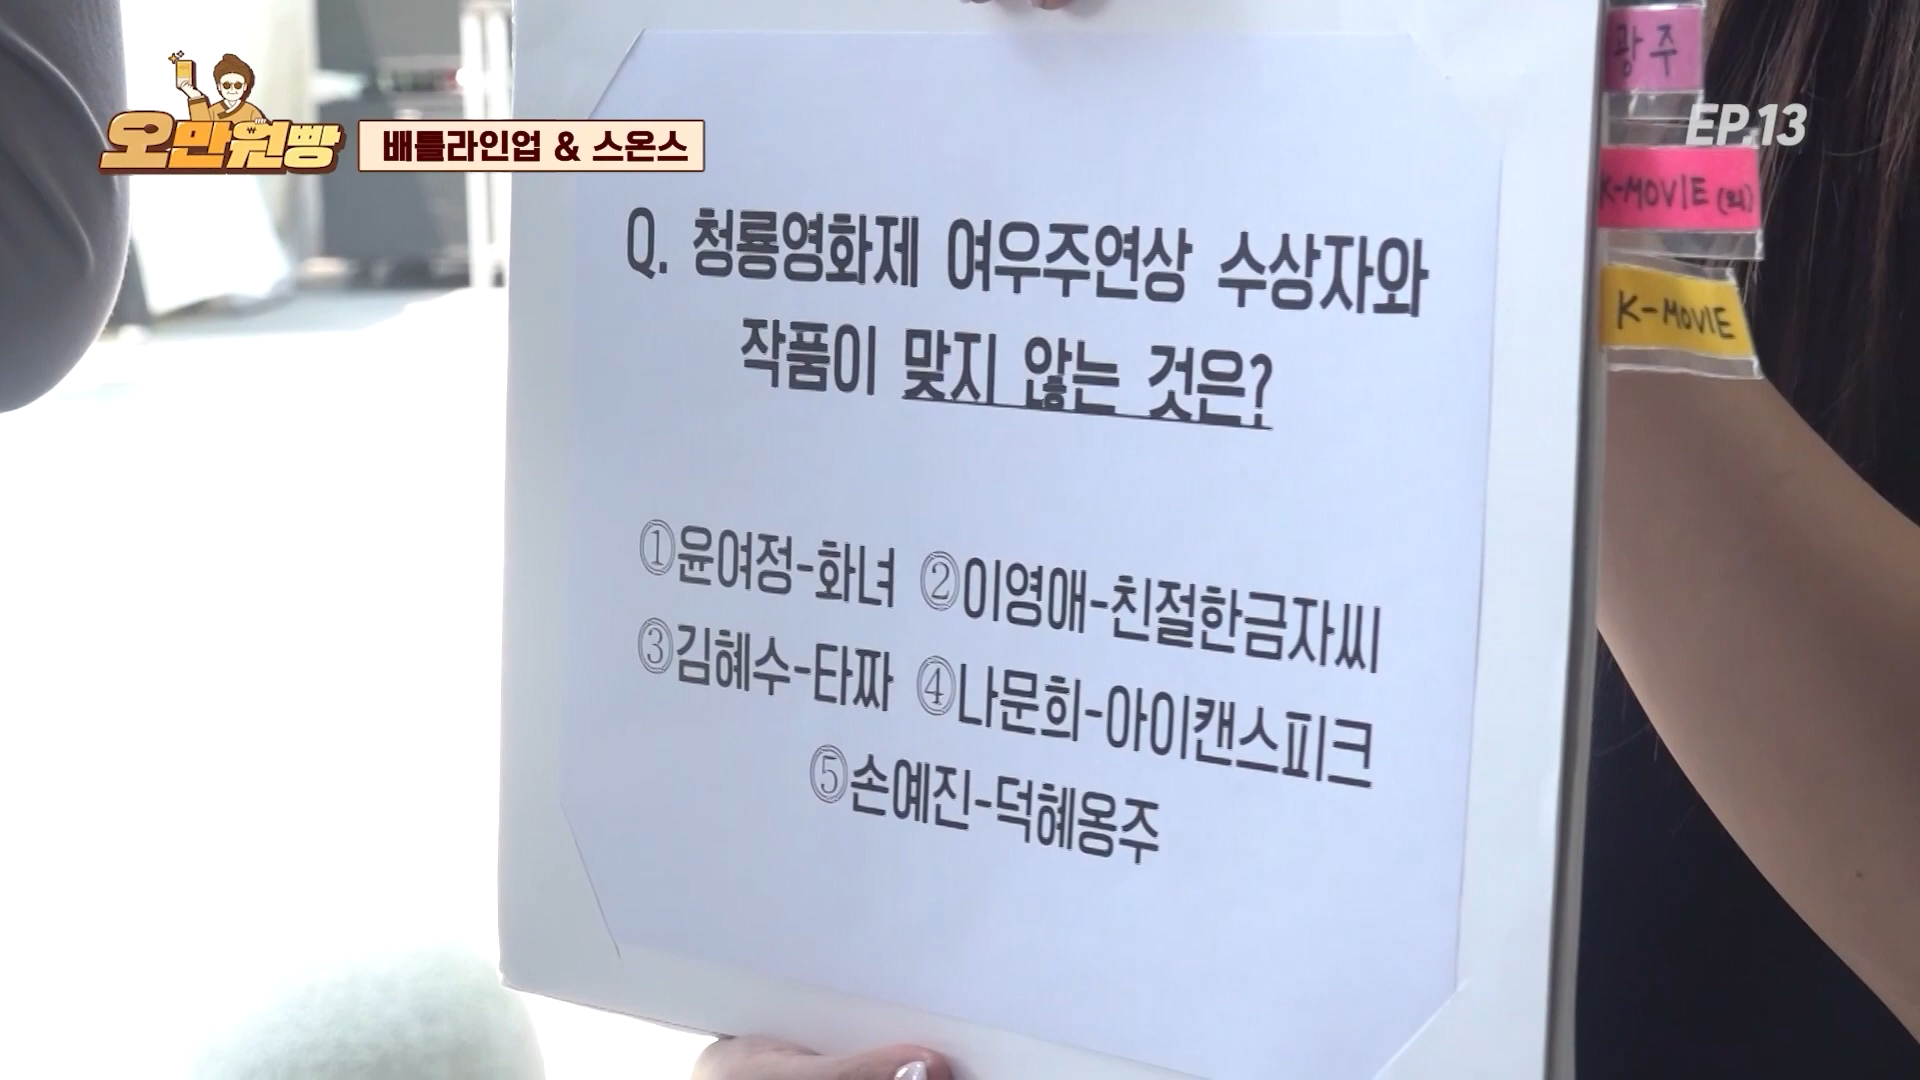 오만원빵
배틀라인업 & 스온스
EP.13
광주
K-MOVIE (외)
K-MOVIE
Q. 청룡영화제 여우주연상 수상자와
작품이 맞지 않는 것은?
①윤여정-화녀 ②이영애-친절한금자씨
③김혜수-타짜 ④나문희-아이캔스피크
⑤손예진-덕혜옹주